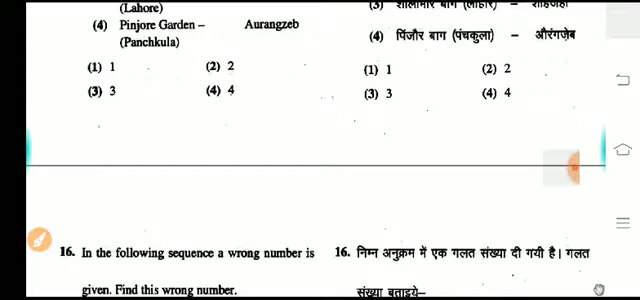 (Lahore)
(4) Pinjore Garden – Aurangzeb
(Panchkula)
(1) 1 (2) 2
(3) 3 (4) 4
(3) शालीमार बाग (लाहौर) – शाहजहाँ
(4) पिंजौर बाग (पंचकुला) – औरंगज़ेब
(1) 1 (2) 2
(3) 3 (4) 4
16. In the following sequence a wrong number is
given. Find this wrong number.
16. निम्न अनुक्रम में एक गलत संख्या दी गयी है। गलत
संख्या बताइये–